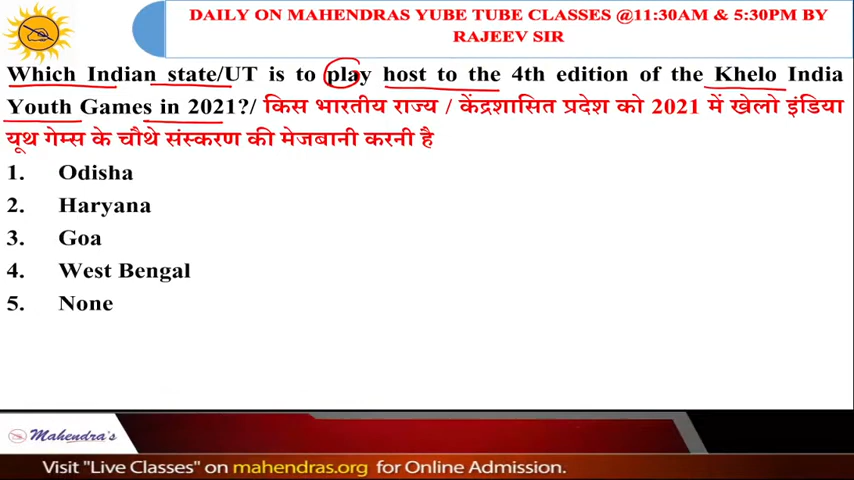 DAILY ON MAHENDRAS YUBE TUBE CLASSES @11:30AM & 5:30PM BY
RAJEEV SIR
Which Indian state/UT is to play host to the 4th edition of the Khelo India
Youth Games in 2021?/ किस भारतीय राज्य / केंद्रशासित प्रदेश को 2021 में खेलो इंडिया
यूथ गेम्स के चौथे संस्करण की मेजबानी करनी है
1. Odisha
2. Haryana
3. Goa
4. West Bengal
5. None
Mahendra's
Visit "Live Classes" on mahendras.org for Online Admission.